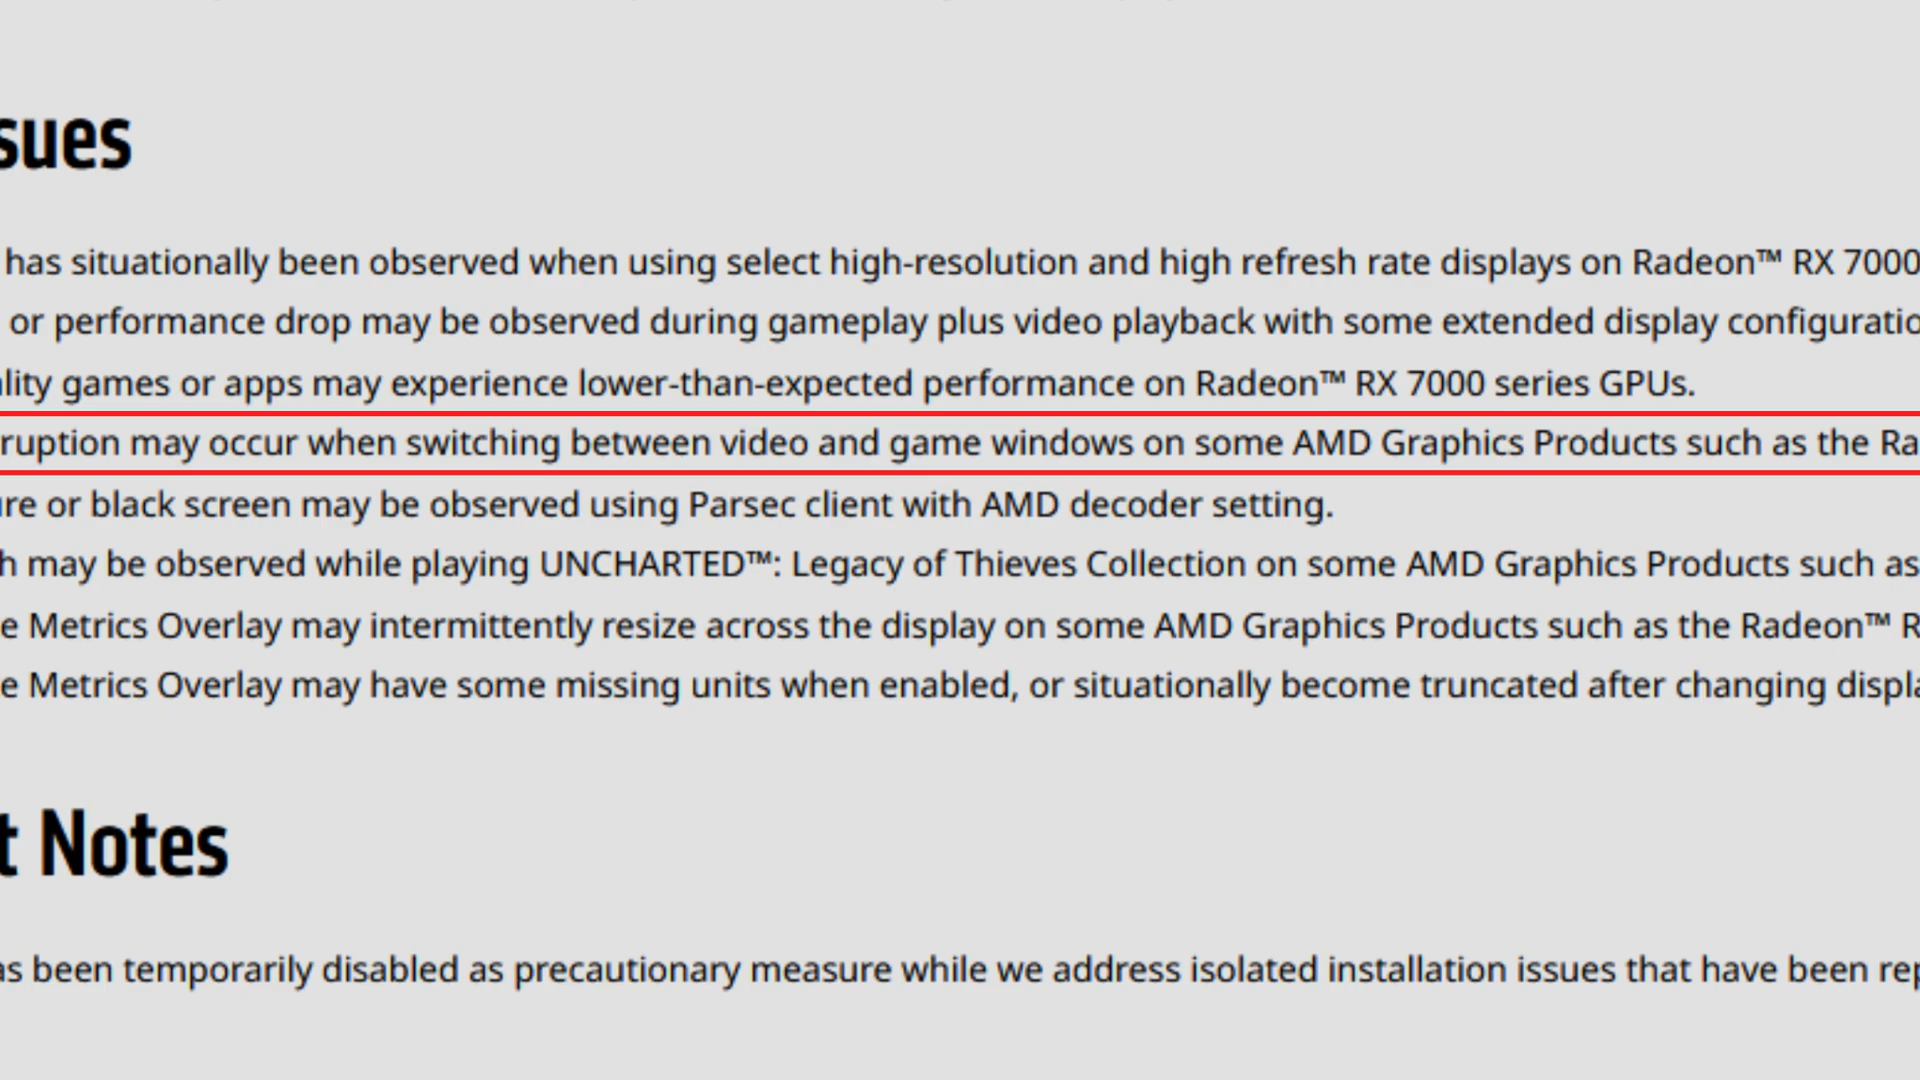 sues
has situationally been observed when using select high-resolution and high refresh rate displays on Radeon™ RX 7000
or performance drop may be observed during gameplay plus video playback with some extended display configuratio
lity games or apps may experience lower-than-expected performance on Radeon™ RX 7000 series GPUs.
ruption may occur when switching between video and game windows on some AMD Graphics Products such as the Ra
re or black screen may be observed using Parsec client with AMD decoder setting.
h may be observed while playing UNCHARTED™: Legacy of Thieves Collection on some AMD Graphics Products such as
e Metrics Overlay may intermittently resize across the display on some AMD Graphics Products such as the Radeon™ R
e Metrics Overlay may have some missing units when enabled, or situationally become truncated after changing displa
t Notes
as been temporarily disabled as precautionary measure while we address isolated installation issues that have been rep